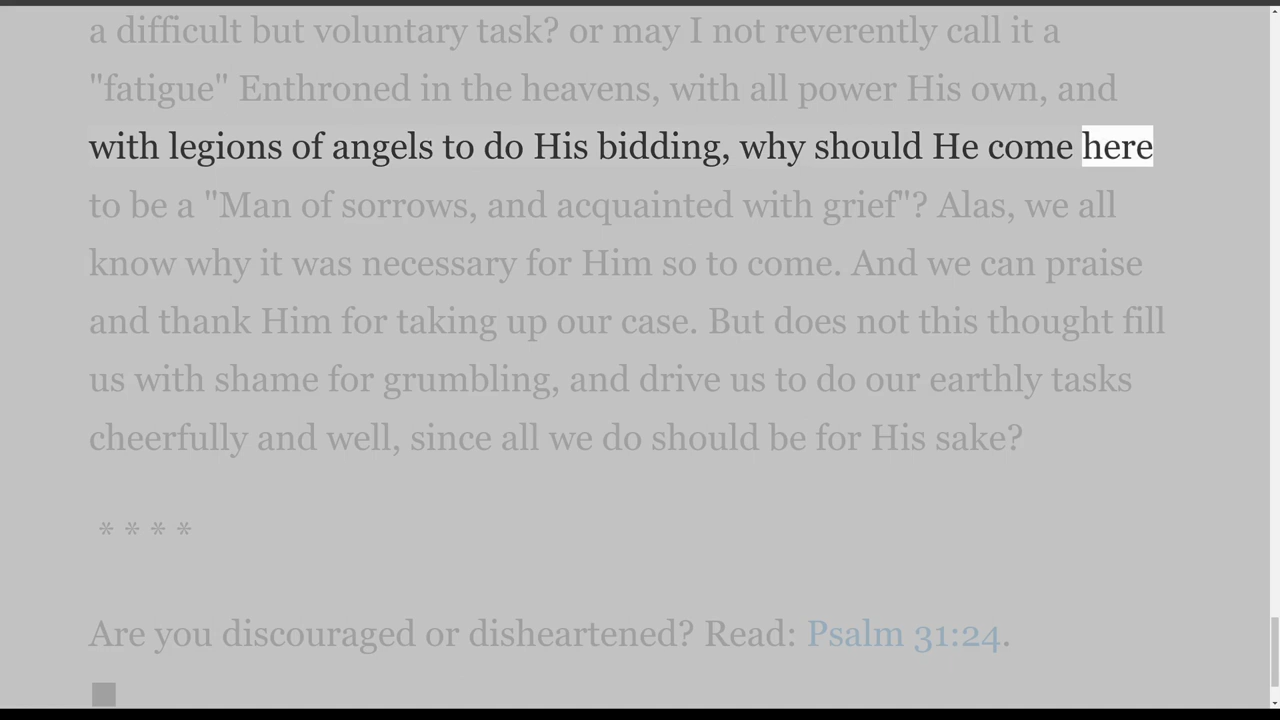 a difficult but voluntary task? or may I not reverently call it a
"fatigue" Enthroned in the heavens, with all power His own, and
with legions of angels to do His bidding, why should He come here
to be a "Man of sorrows, and acquainted with grief"? Alas, we all
know why it was necessary for Him so to come. And we can praise
and thank Him for taking up our case. But does not this thought fill
us with shame for grumbling, and drive us to do our earthly tasks
cheerfully and well, since all we do should be for His sake?
* * * *
Are you discouraged or disheartened? Read: Psalm 31:24.